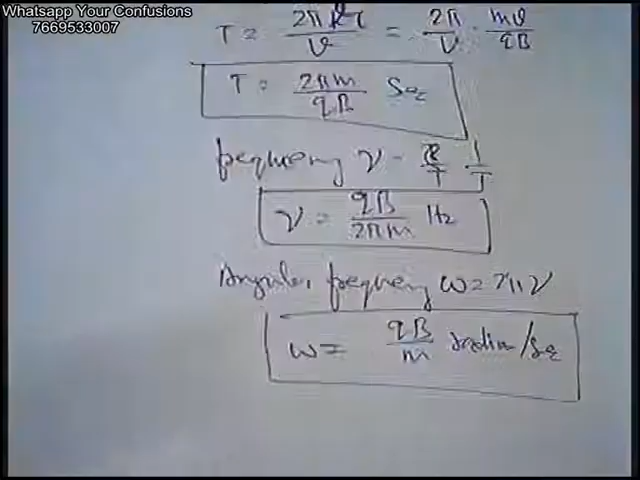 Whatsapp Your Confusions
7669533007
T = 2πr / v = 2π / v · mv / qB
T = 2πm / qB Sec
frequency ν = 1 / T
ν = qB / 2πm Hz
Angular frequency ω = 2πν
ω = qB / m radian/Sec